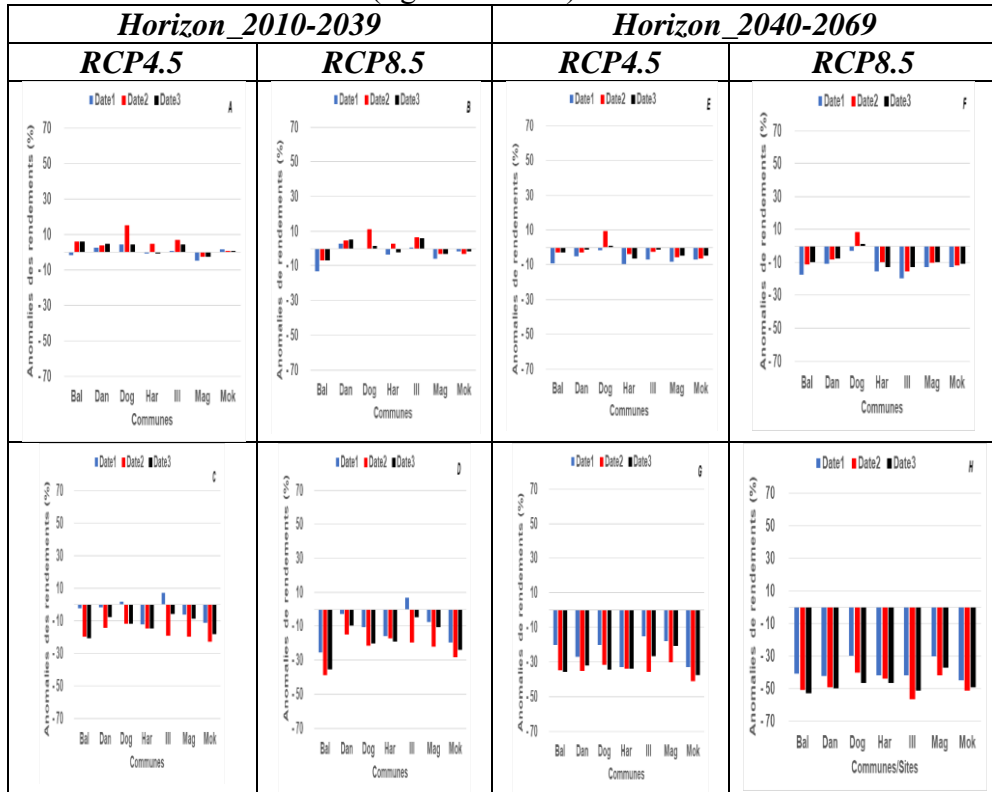 Horizon_2010-2039
Horizon_2040-2069
RCP4.5
RCP8.5
RCP4.5
RCP8.5
Date1 Date2 Date3
A
Anomalies des rendements (%)
70
50
30
10
-10
-30
-50
-70
Bal Dan Dog Har Ill Mag Mok
Communes
Date1 Date2 Date3
B
Anomalies de rendements (%)
70
50
30
10
-10
-30
-50
-70
Bal Dan Dog Har Ill Mag Mok
Communes
Date1 Date2 Date3
E
Anomalies de rendements (%)
70
50
30
10
-10
-30
-50
-70
Bal Dan Dog Har Ill Mag Mok
Communes
Date1 Date2 Date3
F
Anomalies de rendements (%)
70
50
30
10
-10
-30
-50
-70
Bal Dan Dog Har Ill Mag Mok
Communes
Date1 Date2 Date3
C
Anomalies des rendements (%)
70
50
30
10
-10
-30
-50
-70
Bal Dan Dog Har Ill Mag Mok
Communes
Date1 Date2 Date3
D
Anomalies de rendements (%)
70
50
30
10
-10
-30
-50
-70
Bal Dan Dog Har Ill Mag Mok
Communes
Date1 Date2 Date3
G
Anomalies de rendements (%)
70
50
30
10
-10
-30
-50
-70
Bal Dan Dog Har Ill Mag Mok
Communes
Date1 Date2 Date3
H
Anomalies de rendements (%)
70
50
30
10
-10
-30
-50
-70
Bal Dan Dog Har Ill Mag Mok
Communes/Sites